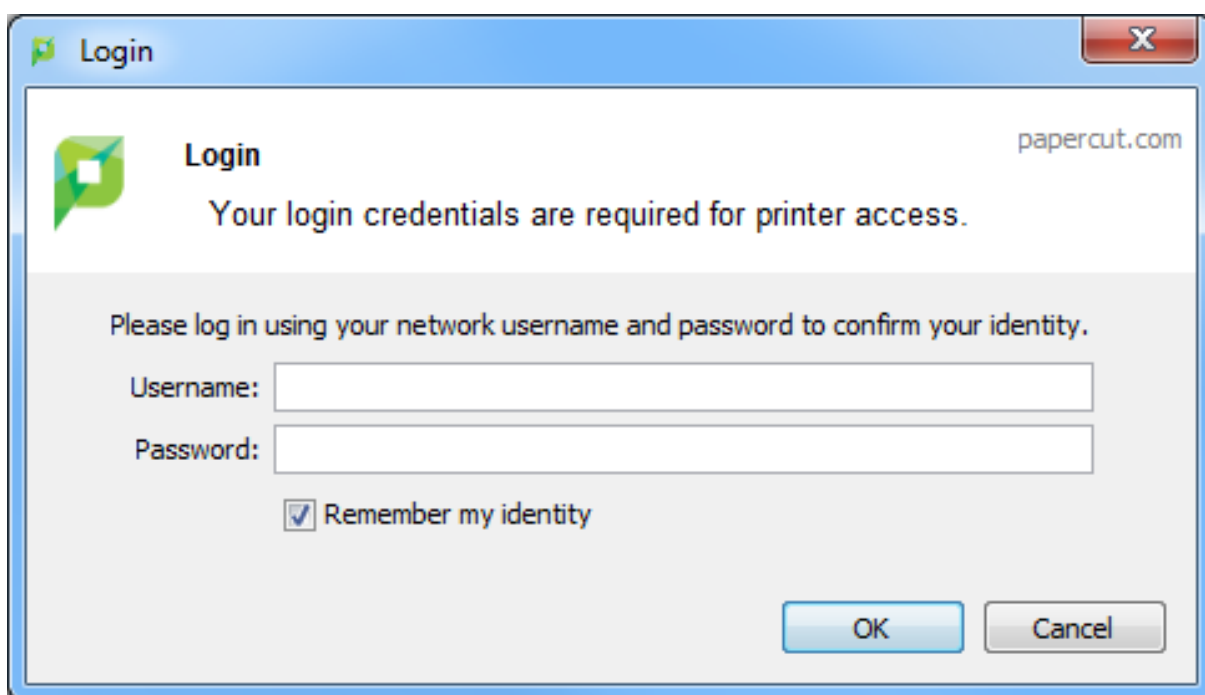 Login
papercut.com
Login
Your login credentials are required for printer access.
Please log in using your network username and password to confirm your identity.
Username:
Password:
Remember my identity
OK
Cancel